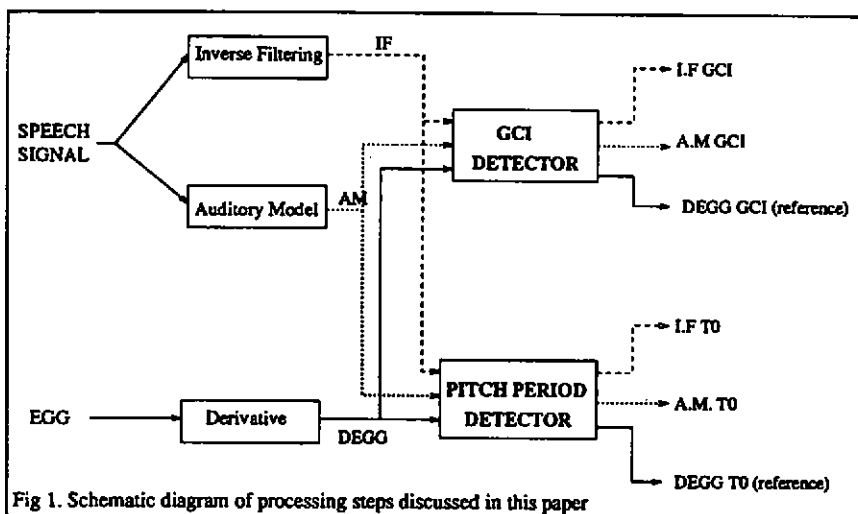 Inverse Filtering
IF
I.F GCI
SPEECH
SIGNAL
GCI
DETECTOR
A.M GCI
Auditory Model
AM
DEGG GCI (reference)
I.F T0
PITCH PERIOD
DETECTOR
A.M. T0
EGG
Derivative
DEGG
DEGG T0 (reference)
Fig 1. Schematic diagram of processing steps discussed in this paper